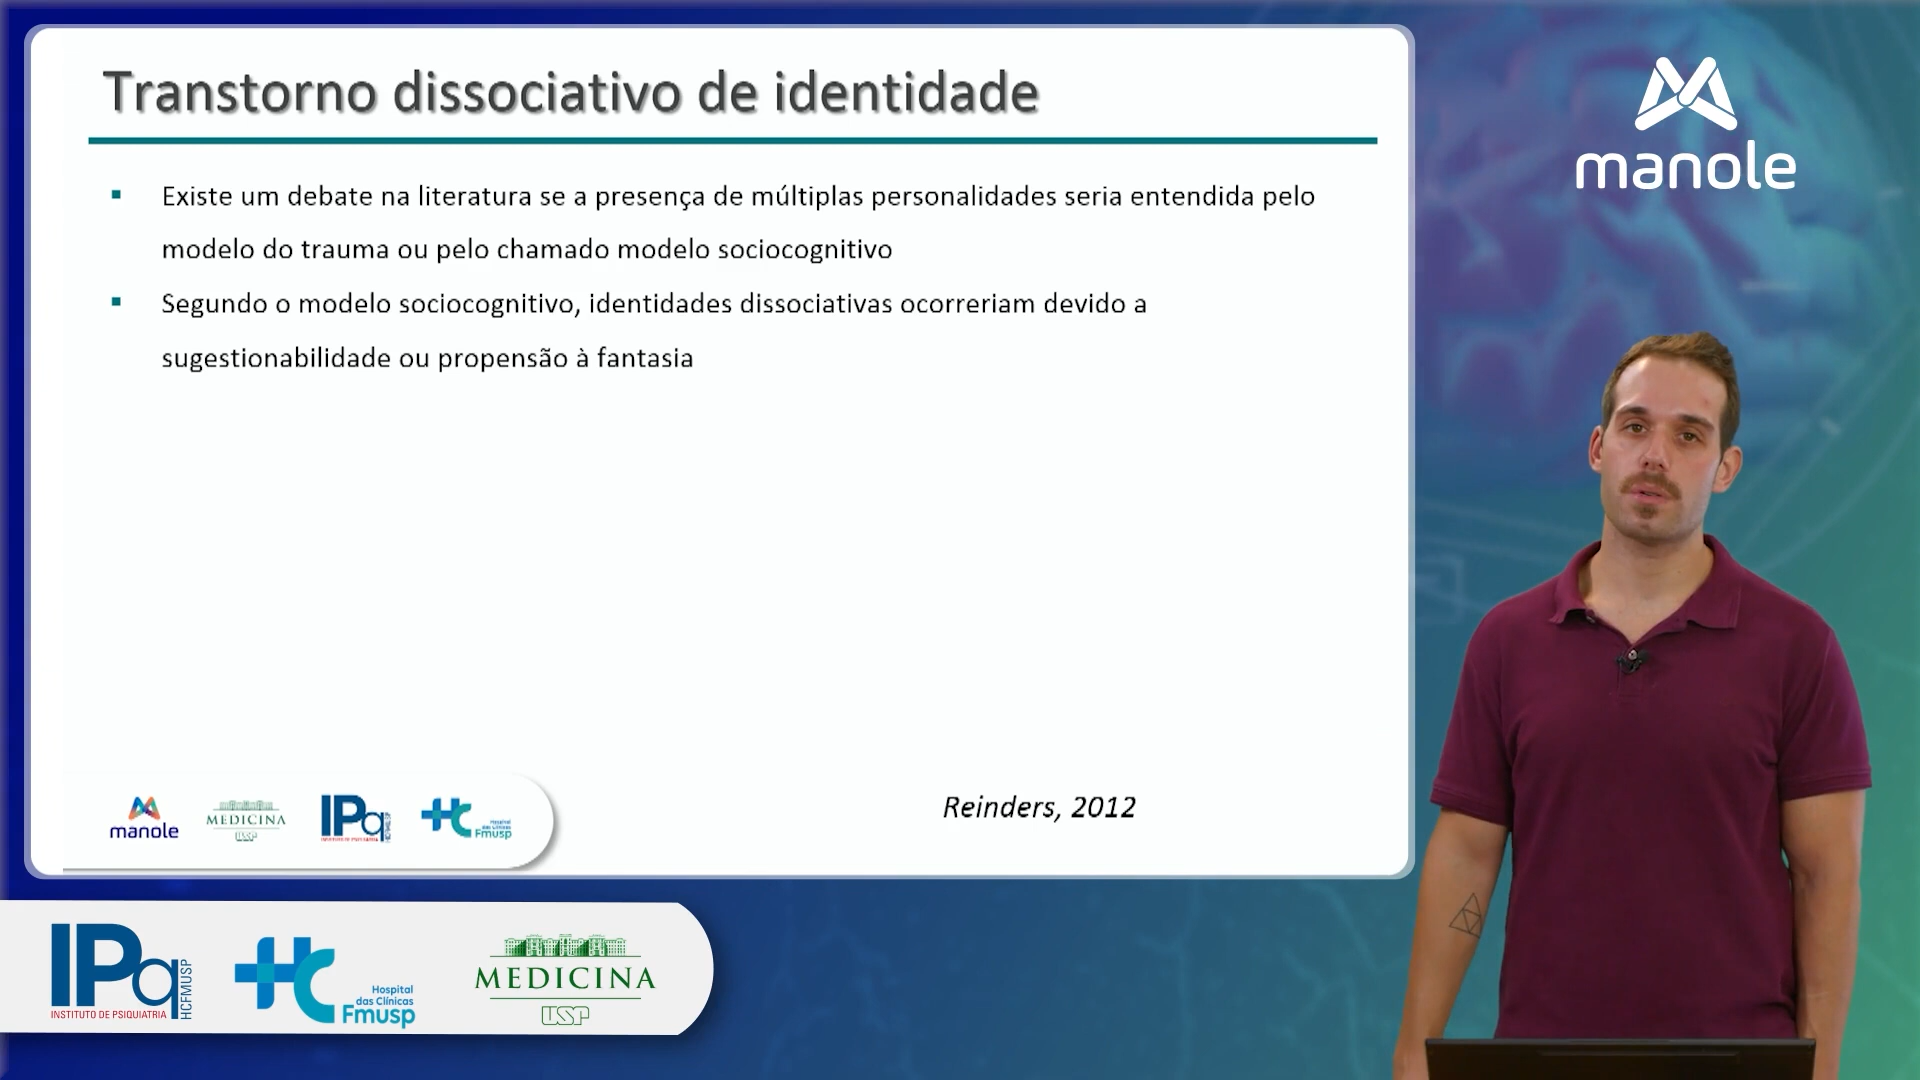 Transtorno dissociativo de identidade
Existe um debate na literatura se a presença de múltiplas personalidades seria entendida pelo
modelo do trauma ou pelo chamado modelo sociocognitivo
Segundo o modelo sociocognitivo, identidades dissociativas ocorreriam devido a
sugestionabilidade ou propensão à fantasia
Reinders, 2012
manole
MEDICINA
USP
IPq
Hospital
das Clínicas
Fmusp
manole
IPq
HCFMUSP
INSTITUTO DE PSIQUIATRIA
HC
Hospital
das Clínicas
Fmusp
MEDICINA
USP